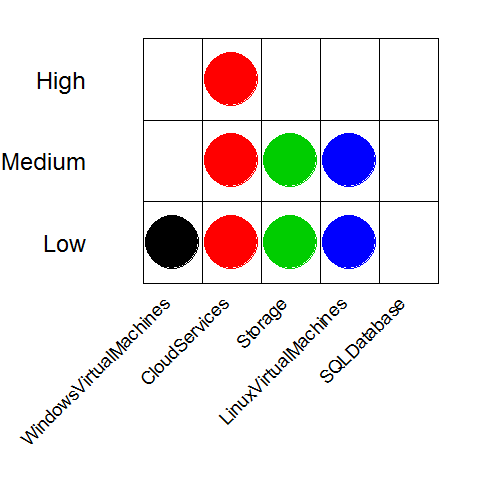 High
Medium
Low
WindowsVirtualMachines
CloudServices
Storage
LinuxVirtualMachines
SQLDatabase